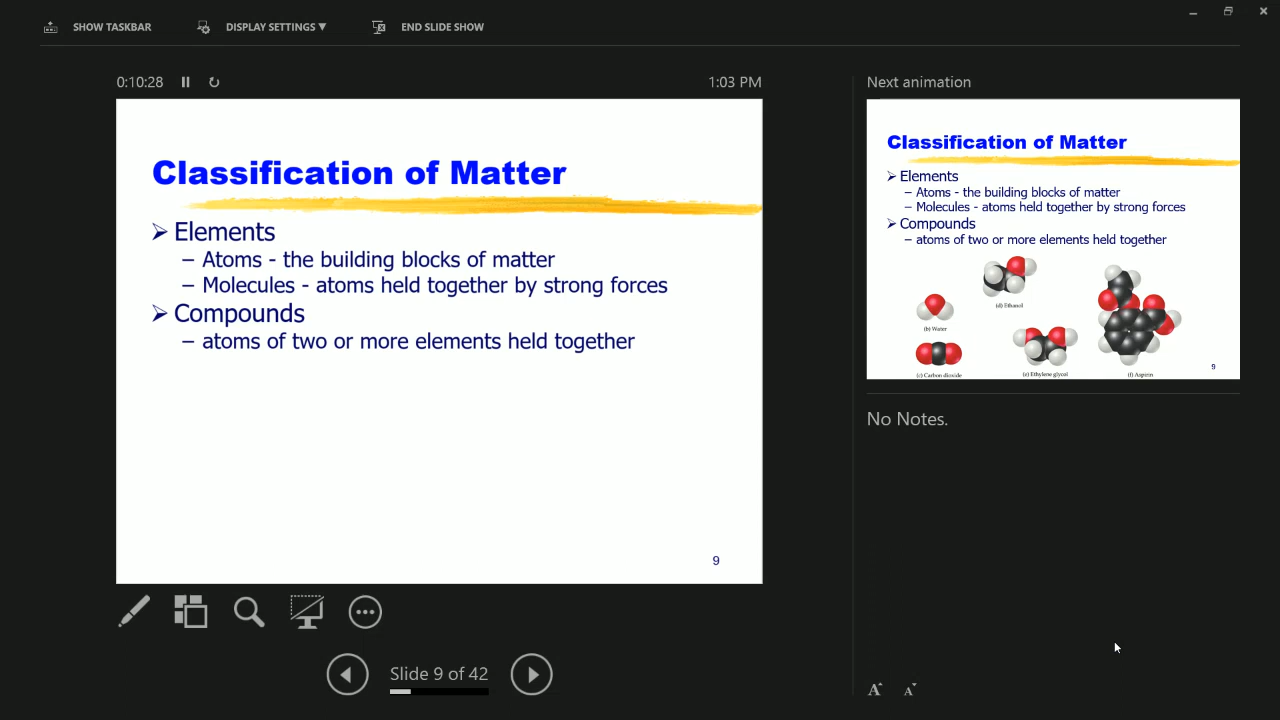 SHOW TASKBAR
DISPLAY SETTINGS ▼
END SLIDE SHOW
0:10:28
1:03 PM
Classification of Matter
➢ Elements
– Atoms - the building blocks of matter
– Molecules - atoms held together by strong forces
➢ Compounds
– atoms of two or more elements held together
9
Slide 9 of 42
Next animation
Classification of Matter
➢ Elements
– Atoms - the building blocks of matter
– Molecules - atoms held together by strong forces
➢ Compounds
– atoms of two or more elements held together
(d) Ethanol
(b) Water
(c) Carbon dioxide
(e) Ethylene glycol
(f) Aspirin
9
No Notes.
A A